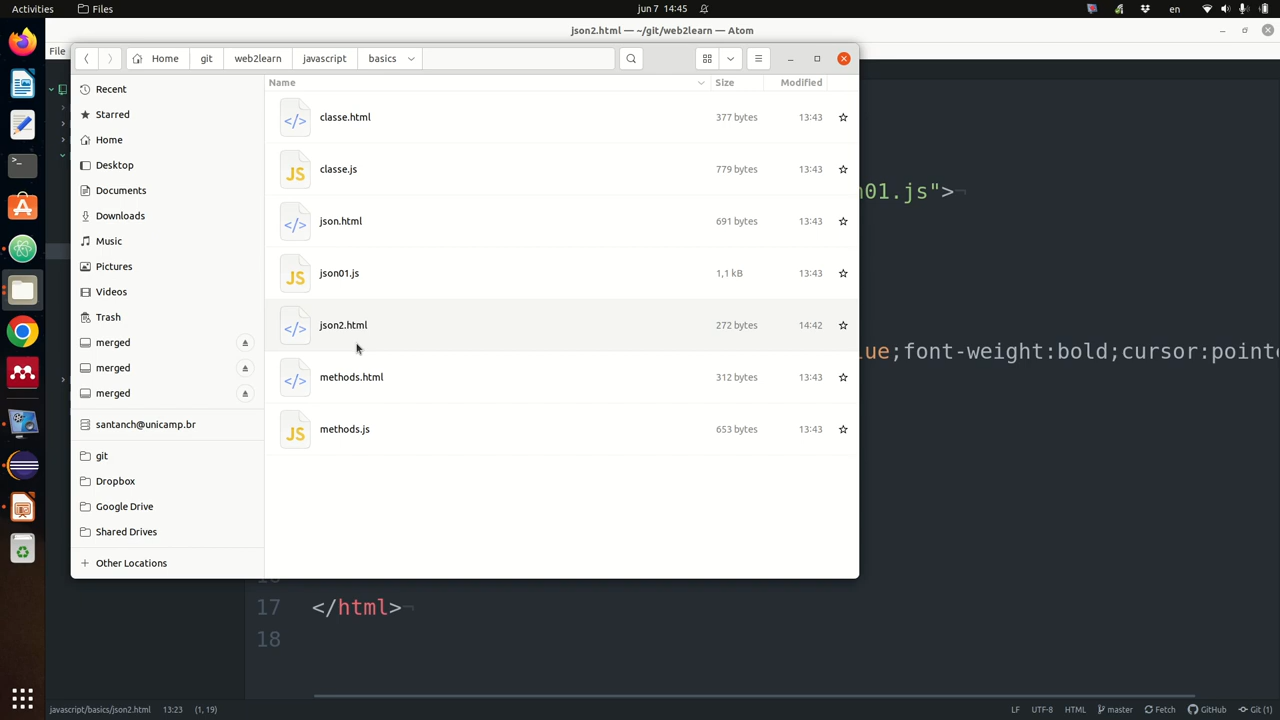 Activities Files jun 7 14:45 en
json2.html — ~/git/web2learn — Atom
File
Home git web2learn javascript basics
Name Size Modified
Recent
Starred
Home
Desktop
Documents
Downloads
Music
Pictures
Videos
Trash
merged
merged
merged
santanch@unicamp.br
git
Dropbox
Google Drive
Shared Drives
+ Other Locations
classe.html 377 bytes 13:43
classe.js 779 bytes 13:43
json.html 691 bytes 13:43
json01.js 1,1 kB 13:43
json2.html 272 bytes 14:42
methods.html 312 bytes 13:43
methods.js 653 bytes 13:43
01.js">¬
ue;font-weight:bold;cursor:pointe
17 </html>¬
18
javascript/basics/json2.html 13:23 (1, 19) LF UTF-8 HTML master Fetch GitHub Git (1)